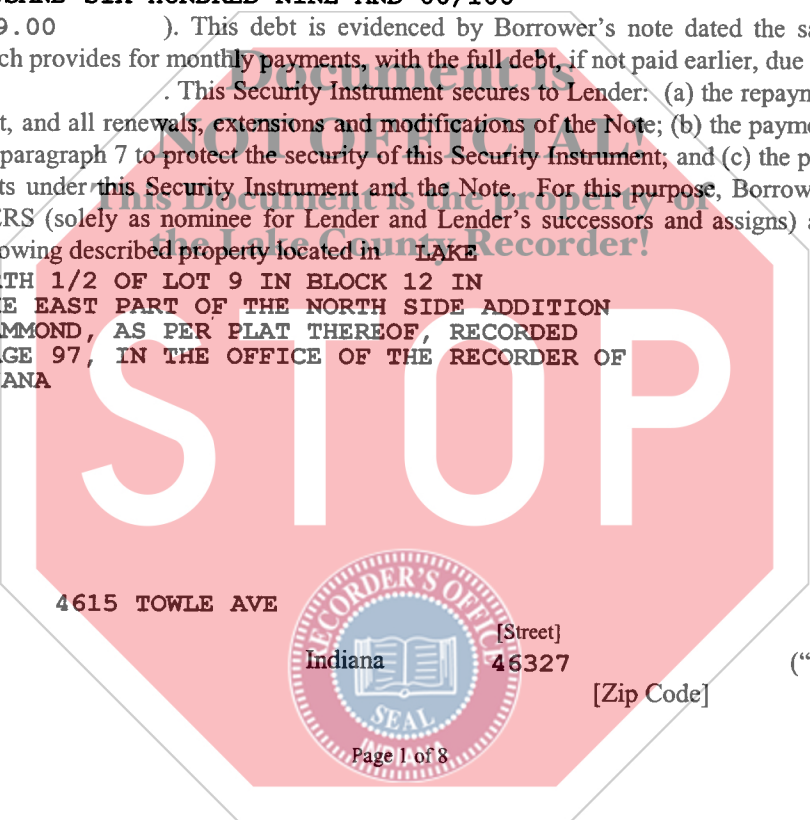 SIX HUNDRED NINE AND 00/100
9.00 ). This debt is evidenced by Borrower's note dated the sa
ch provides for monthly payments, with the full debt, if not paid earlier, due
. This Security Instrument secures to Lender: (a) the repaym
t, and all renewals, extensions and modifications of the Note; (b) the payme
paragraph 7 to protect the security of this Security Instrument; and (c) the p
ts under this Security Instrument and the Note. For this purpose, Borrow
ERS (solely as nominee for Lender and Lender's successors and assigns) a
owing described property located in LAKE
TH 1/2 OF LOT 9 IN BLOCK 12 IN
E EAST PART OF THE NORTH SIDE ADDITION
MMOND, AS PER PLAT THEREOF, RECORDED
GE 97, IN THE OFFICE OF THE RECORDER OF
ANA
Document is
NOT OFFICIAL!
This Document is the property of
the Lake County Recorder!
STOP
4615 TOWLE AVE
[Street]
Indiana 46327 ("
[Zip Code]
RECORDER'S OFFICE
SEAL
INDIANA
Page 1 of 8